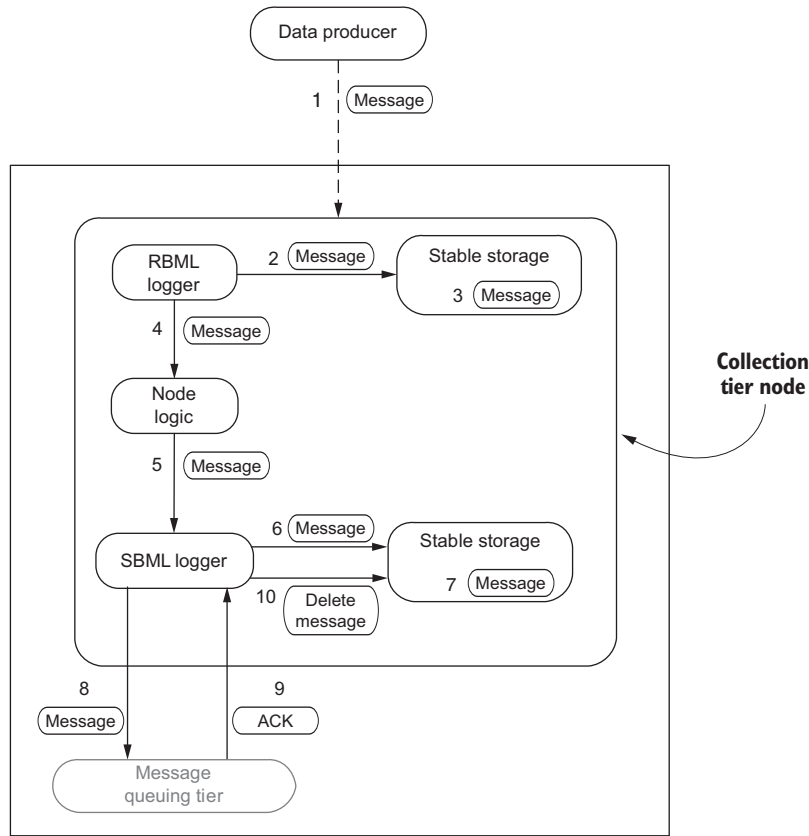 Data producer
1 Message
RBML
logger
2 Message
Stable storage
3 Message
4 Message
Node
logic
5 Message
SBML logger
6 Message
Stable storage
7 Message
10 Delete
message
8
Message
9
ACK
Message
queuing tier
Collection
tier node